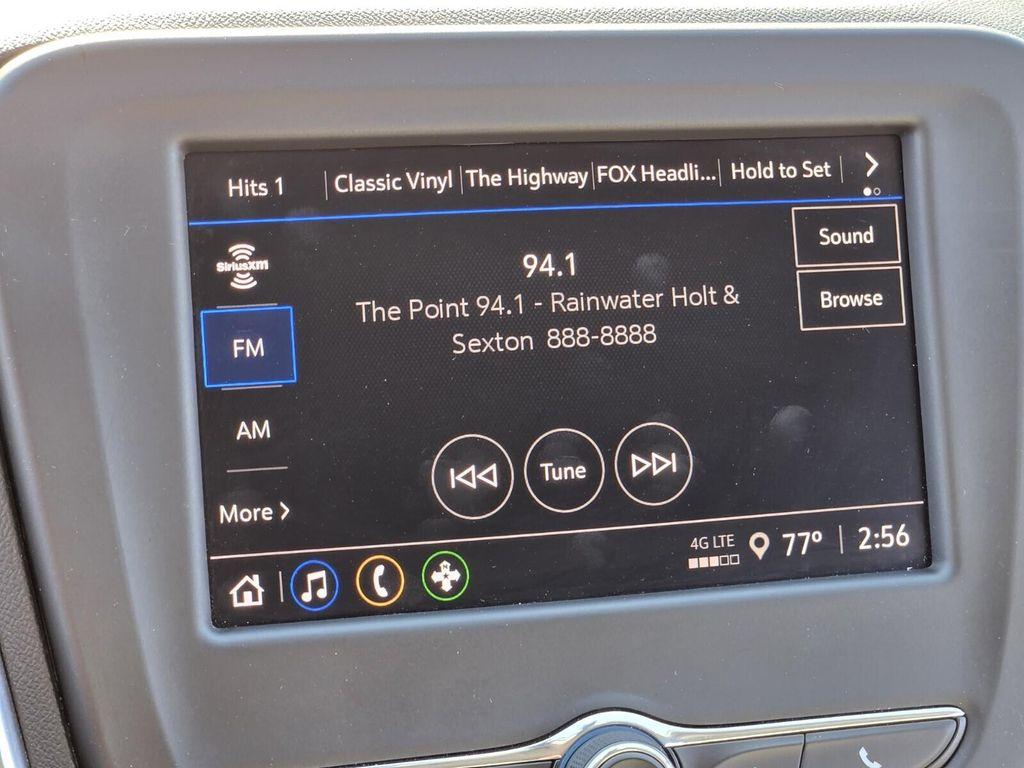 Hits 1 Classic Vinyl The Highway FOX Headli... Hold to Set
SiriusXM
Sound
94.1
Browse
The Point 94.1 - Rainwater Holt &
Sexton 888-8888
FM
AM
Tune
More
4G LTE 77° 2:56
N